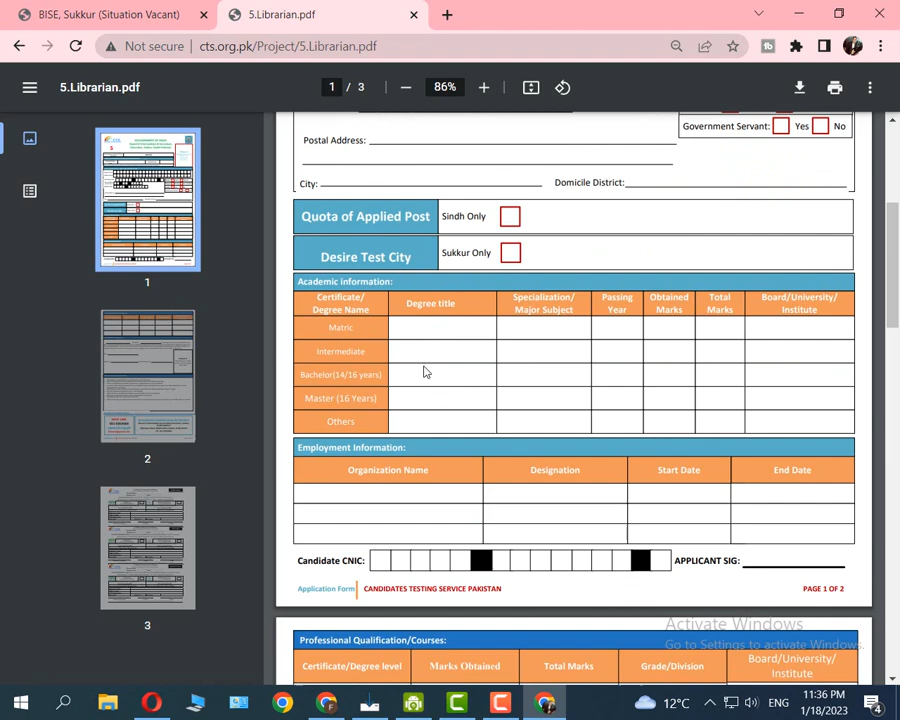 BISE, Sukkur (Situation Vacant)
5.Librarian.pdf
Not secure
cts.org.pk/Project/5.Librarian.pdf
5.Librarian.pdf
1 / 3
86%
Postal Address:
Government Servant: Yes No
City:
Domicile District:
Quota of Applied Post
Sindh Only
Desire Test City
Sukkur Only
Academic information:
Certificate/ Degree Name
Degree title
Specialization/ Major Subject
Passing Year
Obtained Marks
Total Marks
Board/University/ Institute
Matric
Intermediate
Bachelor(14/16 years)
Master (16 Years)
Others
Employment Information:
Organization Name
Designation
Start Date
End Date
Candidate CNIC:
APPLICANT SIG:
Application Form
CANDIDATES TESTING SERVICE PAKISTAN
PAGE 1 OF 2
Activate Windows
Go to Settings to activate Windows.
Professional Qualification/Courses:
Certificate/Degree level
Marks Obtained
Total Marks
Grade/Division
Board/University/ Institute
1
2
3
12°C
ENG
11:36 PM
1/18/2023
4